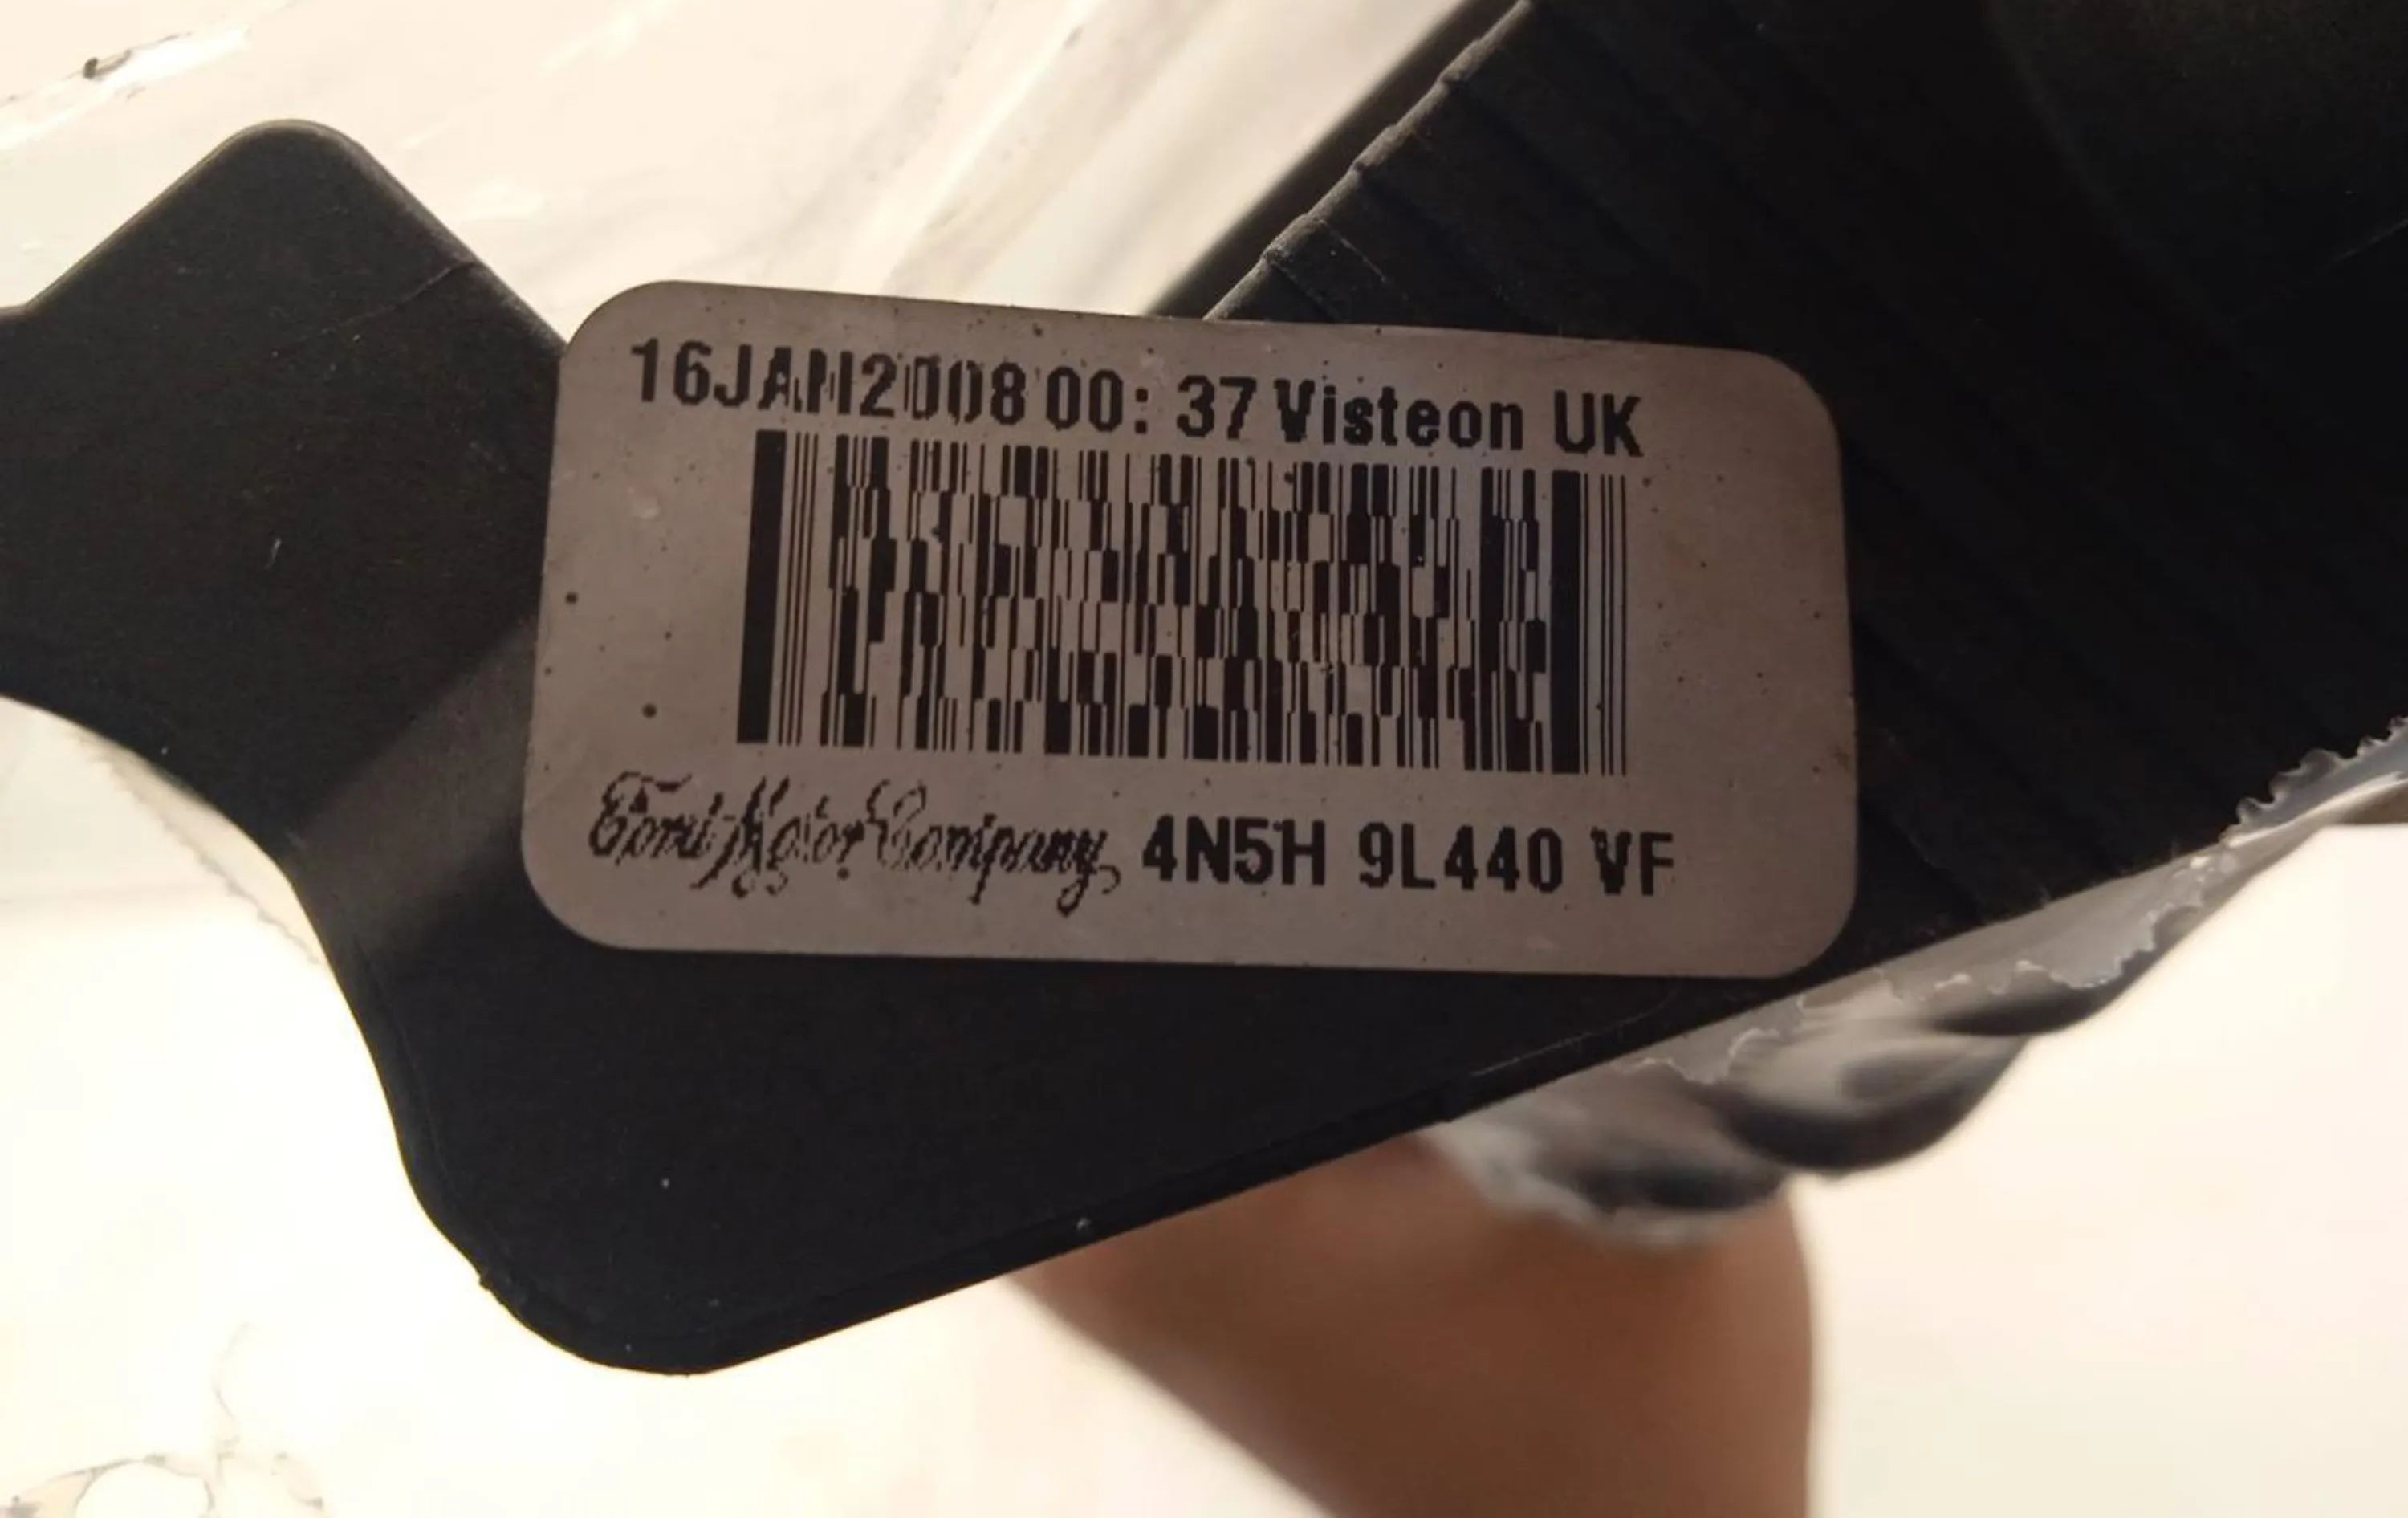 16JAN2008 00: 37 Visteon UK
Ford Motor Company, 4N5H 9L440 VF